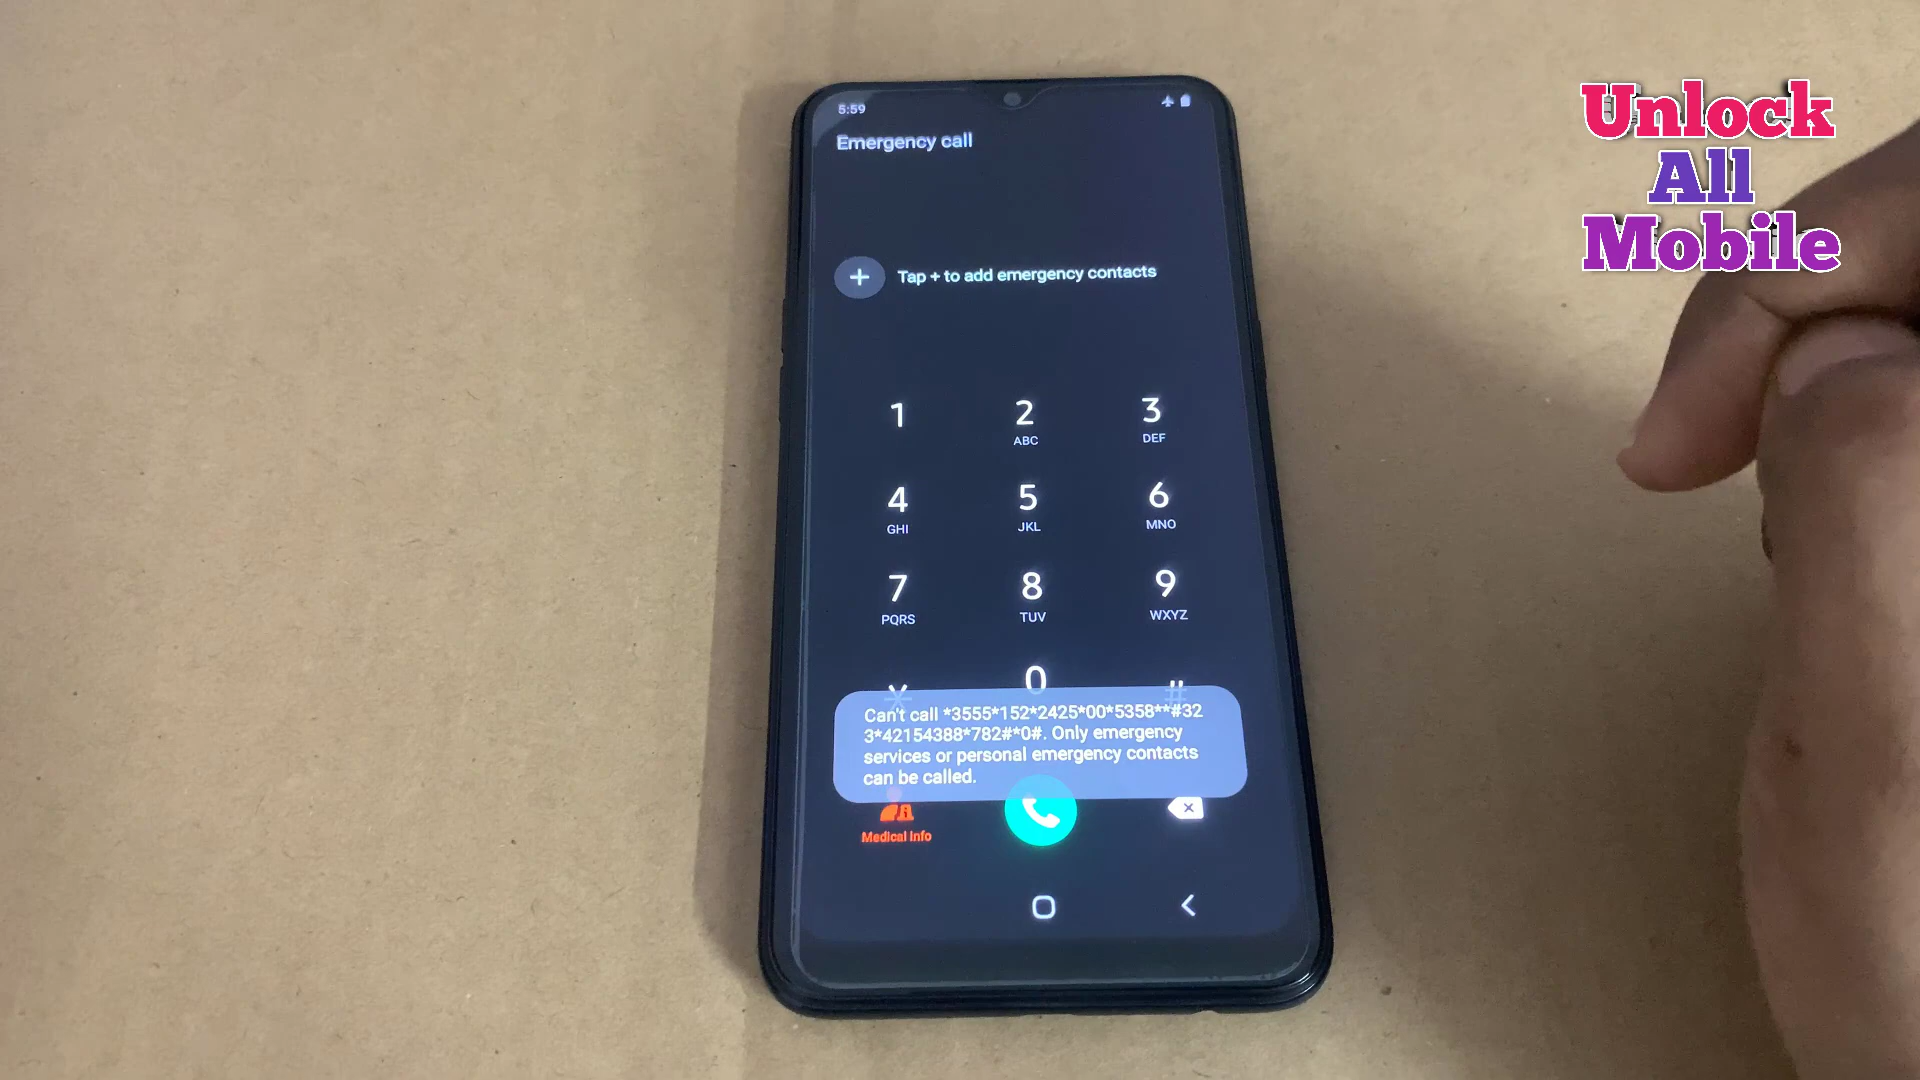 Unlock
All
Mobile
5:59
Emergency call
+ Tap + to add emergency contacts
1 2 3
ABC DEF
4 5 6
GHI JKL MNO
7 8 9
PQRS TUV WXYZ
* 0 #
Can't call *3555*152*2425*00*5358**#32
3*42154388*782#*0#. Only emergency
services or personal emergency contacts
can be called.
Medical Info